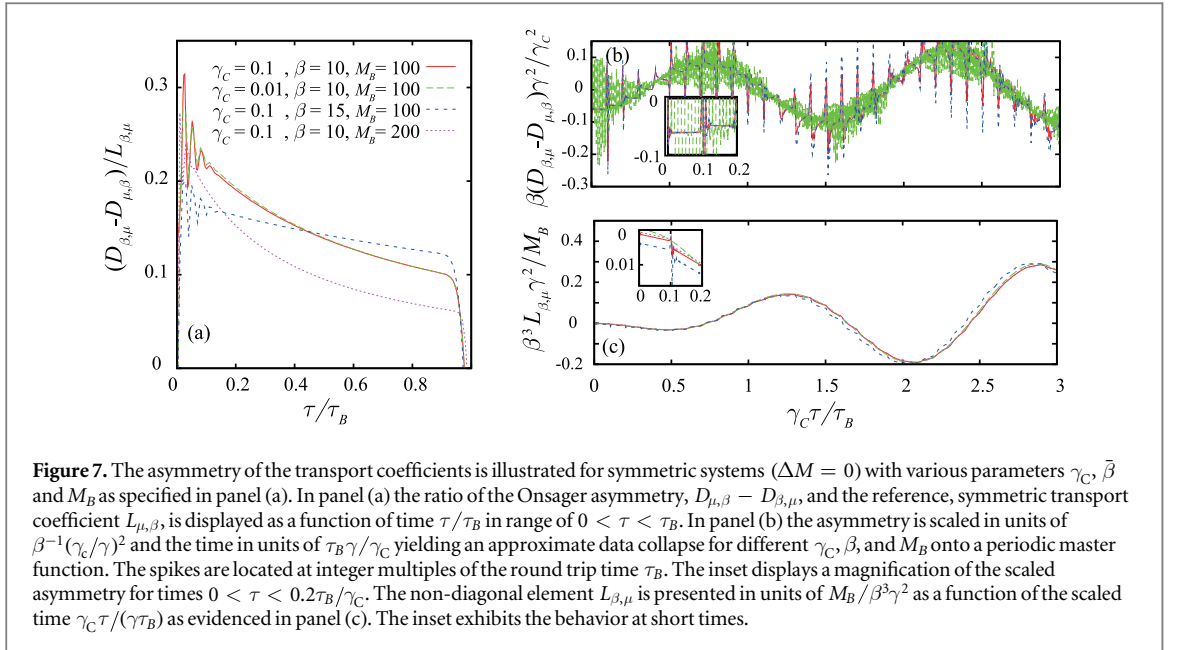 (D_β,μ-D_μ,β)/L_β,μ
0.3
0.2
0.1
0
γ_C = 0.1 , β = 10, M_B = 100
γ_C = 0.01, β = 10, M_B = 100
γ_C = 0.1 , β = 15, M_B = 100
γ_C = 0.1 , β = 10, M_B = 200
(a)
0 0.2 0.4 0.6 0.8
τ/τ_B
β(D_β,μ-D_μ,β)γ²/γ_C²
(b)
0.1
0
-0.1
-0.2
-0.3
0
-0.1
0 0.1 0.2
β³L_β,μγ²/M_B
0.4
0.2
0
-0.2
(c)
0
0.01
0 0.1 0.2
0 0.5 1 1.5 2 2.5 3
γ_C τ/τ_B
Figure 7. The asymmetry of the transport coefficients is illustrated for symmetric systems (ΔM = 0) with various parameters γ_C, β̄
and M_B as specified in panel (a). In panel (a) the ratio of the Onsager asymmetry, D_μ,β − D_β,μ, and the reference, symmetric transport
coefficient L_μ,β, is displayed as a function of time τ/τ_B in range of 0 < τ < τ_B. In panel (b) the asymmetry is scaled in units of
β⁻¹(γ_c/γ)² and the time in units of τ_Bγ/γ_C yielding an approximate data collapse for different γ_C, β, and M_B onto a periodic master
function. The spikes are located at integer multiples of the round trip time τ_B. The inset displays a magnification of the scaled
asymmetry for times 0 < τ < 0.2τ_B/γ_C. The non-diagonal element L_β,μ is presented in units of M_B/β³γ² as a function of the scaled
time γ_C τ/(γτ_B) as evidenced in panel (c). The inset exhibits the behavior at short times.